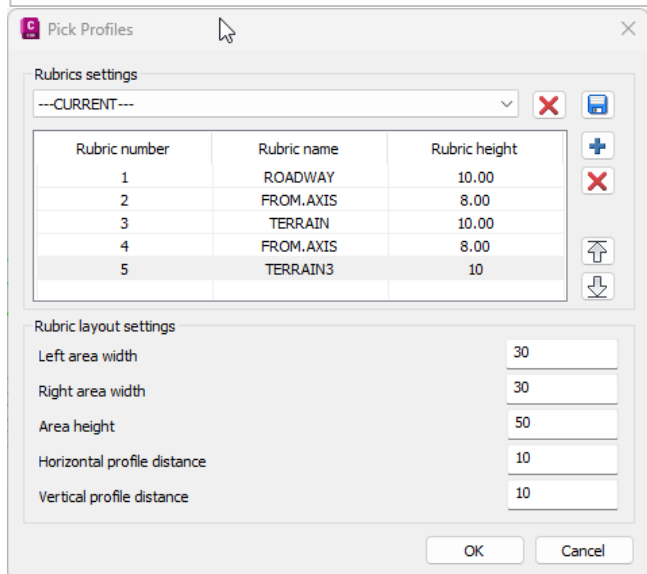 Pick Profiles
Rubrics settings
---CURRENT---
Rubric number Rubric name Rubric height
1 ROADWAY 10.00
2 FROM.AXIS 8.00
3 TERRAIN 10.00
4 FROM.AXIS 8.00
5 TERRAIN3 10
Rubric layout settings
Left area width 30
Right area width 30
Area height 50
Horizontal profile distance 10
Vertical profile distance 10
OK Cancel